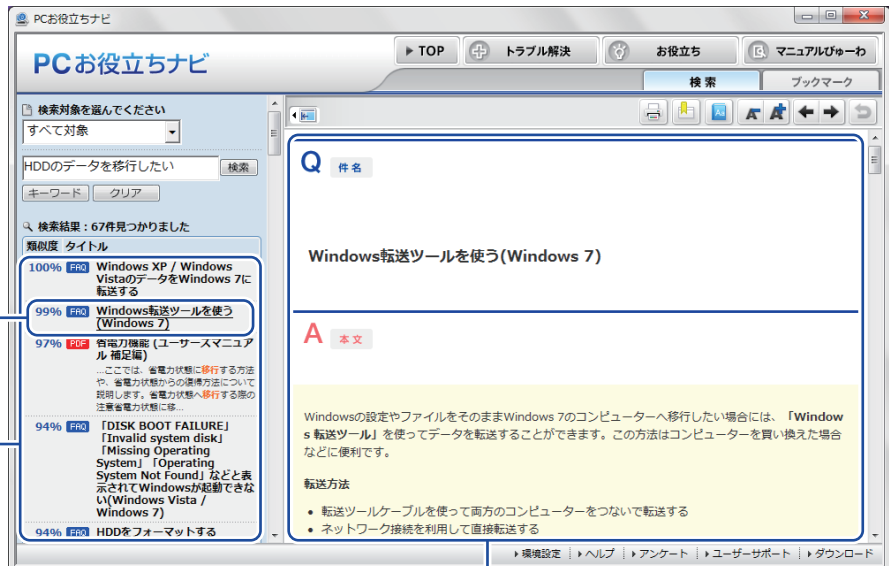 PCお役立ちナビ
PCお役立ちナビ
TOP
トラブル解決
お役立ち
マニュアルびゅーわ
検索
ブックマーク
検索対象を選んでください
すべて対象
HDDのデータを移行したい
検索
キーワード
クリア
検索結果：67件見つかりました
類似度 タイトル
100% FAQ Windows XP / Windows
VistaのデータをWindows 7に
転送する
99% FAQ Windows転送ツールを使う
(Windows 7)
97% PDF 省電力機能 (ユーザーズマニュア
ル 補足編)
...ここでは、省電力状態に移行する方法
や、省電力状態からの復帰方法について
説明します。省電力状態へ移行する際の
注意省電力状態に移...
94% FAQ 「DISK BOOT FAILURE」
「Invalid system disk」
「Missing Operating
System」「Operating
System Not Found」などと表
示されてWindowsが起動できな
い(Windows Vista /
Windows 7)
94% FAQ HDDをフォーマットする
Q 件名
Windows転送ツールを使う(Windows 7)
A 本文
Windowsの設定やファイルをそのままWindows 7のコンピューターへ移行したい場合には、「Window
s 転送ツール」を使ってデータを転送することができます。この方法はコンピューターを買い換えた場合
などに便利です。
転送方法
• 転送ツールケーブルを使って両方のコンピューターをつないで転送する
• ネットワーク接続を利用して直接転送する
環境設定
ヘルプ
アンケート
ユーザーサポート
ダウンロード